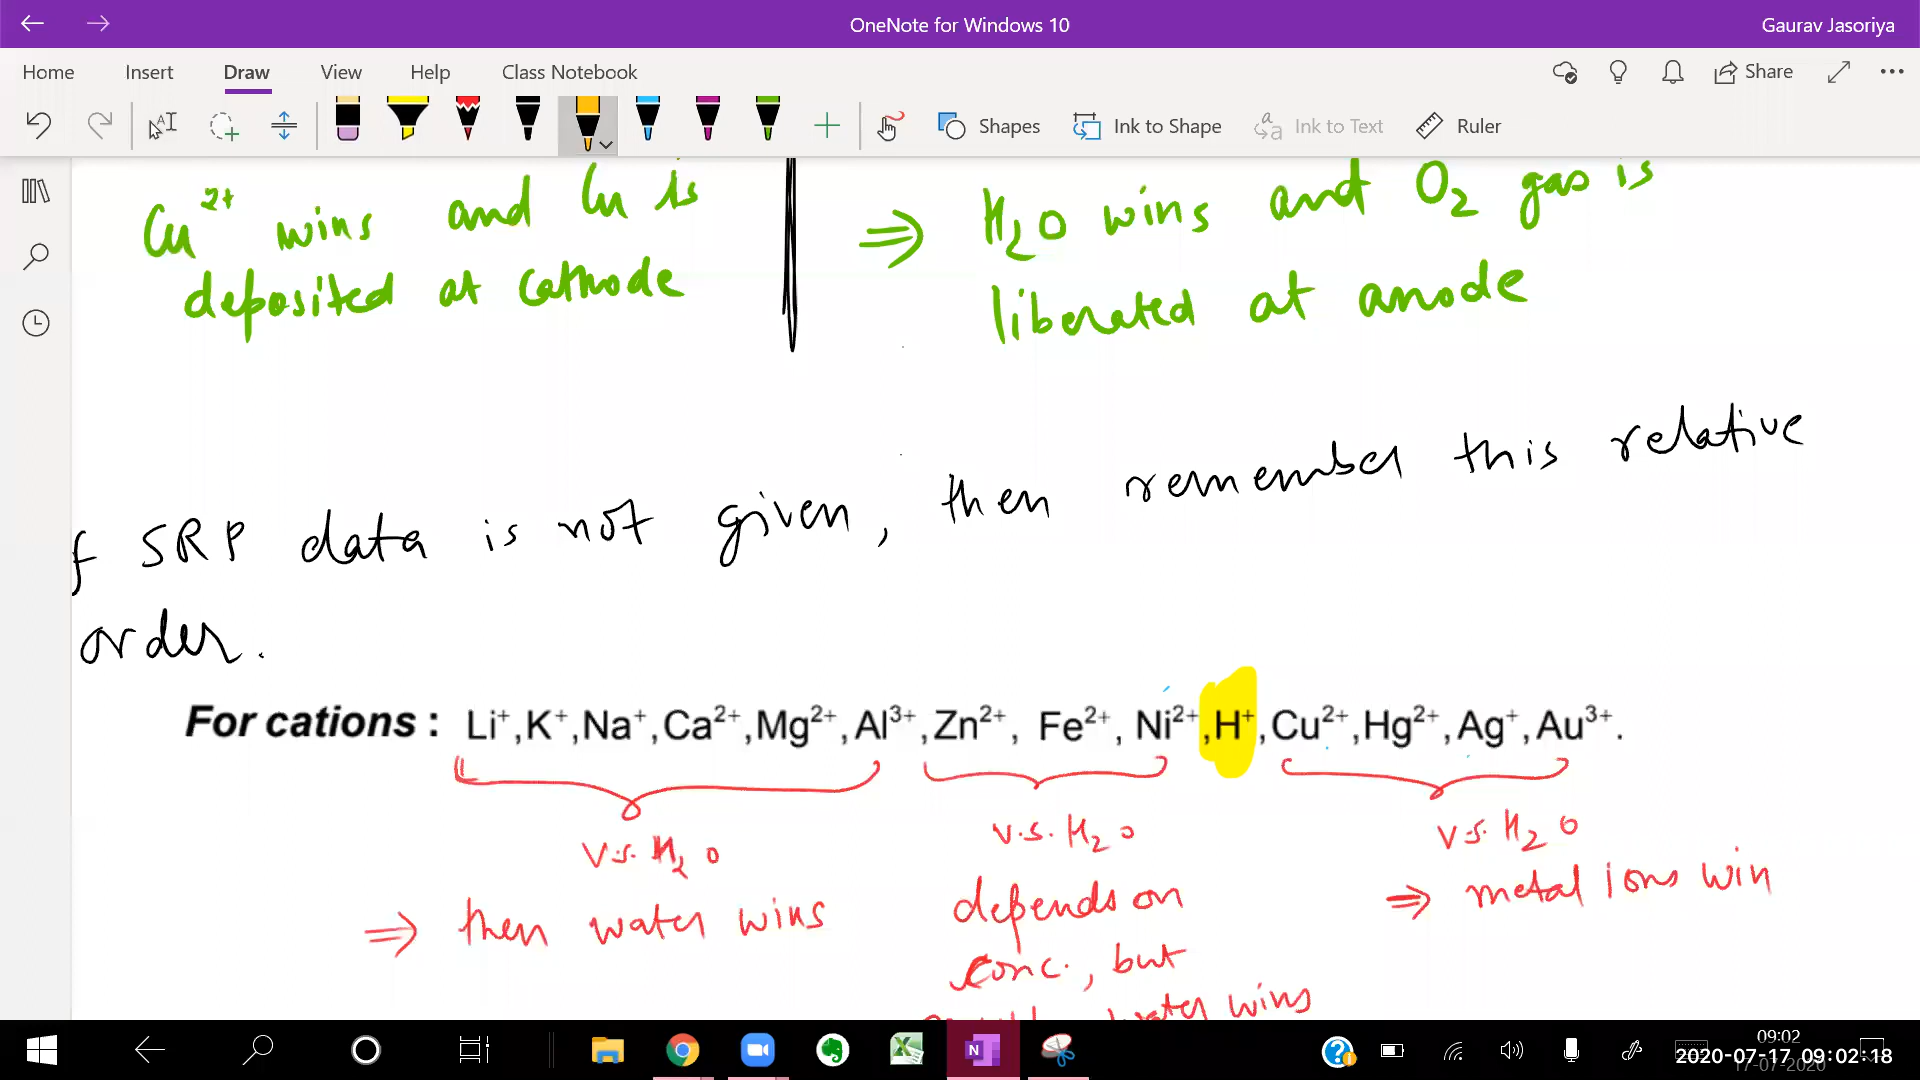 OneNote for Windows 10
Gaurav Jasoriya
Home Insert Draw View Help Class Notebook
Share
Shapes Ink to Shape Ink to Text Ruler
Cu2+ wins and Cu is
deposited at cathode
⇒ H2O wins and O2 gas is
liberated at anode
f SRP data is not given, then remember this relative
order.
For cations : Li⁺,K⁺,Na⁺,Ca²⁺,Mg²⁺,Al³⁺,Zn²⁺, Fe²⁺, Ni²⁺,H⁺,Cu²⁺,Hg²⁺,Ag⁺,Au³⁺.
v.s. H2O
⇒ then water wins
v.s. H2O
depends on
conc., but
water wins
v.s. H2O
⇒ metal ions win
09:02
2020-07-17 09:02:18
17-07-2020